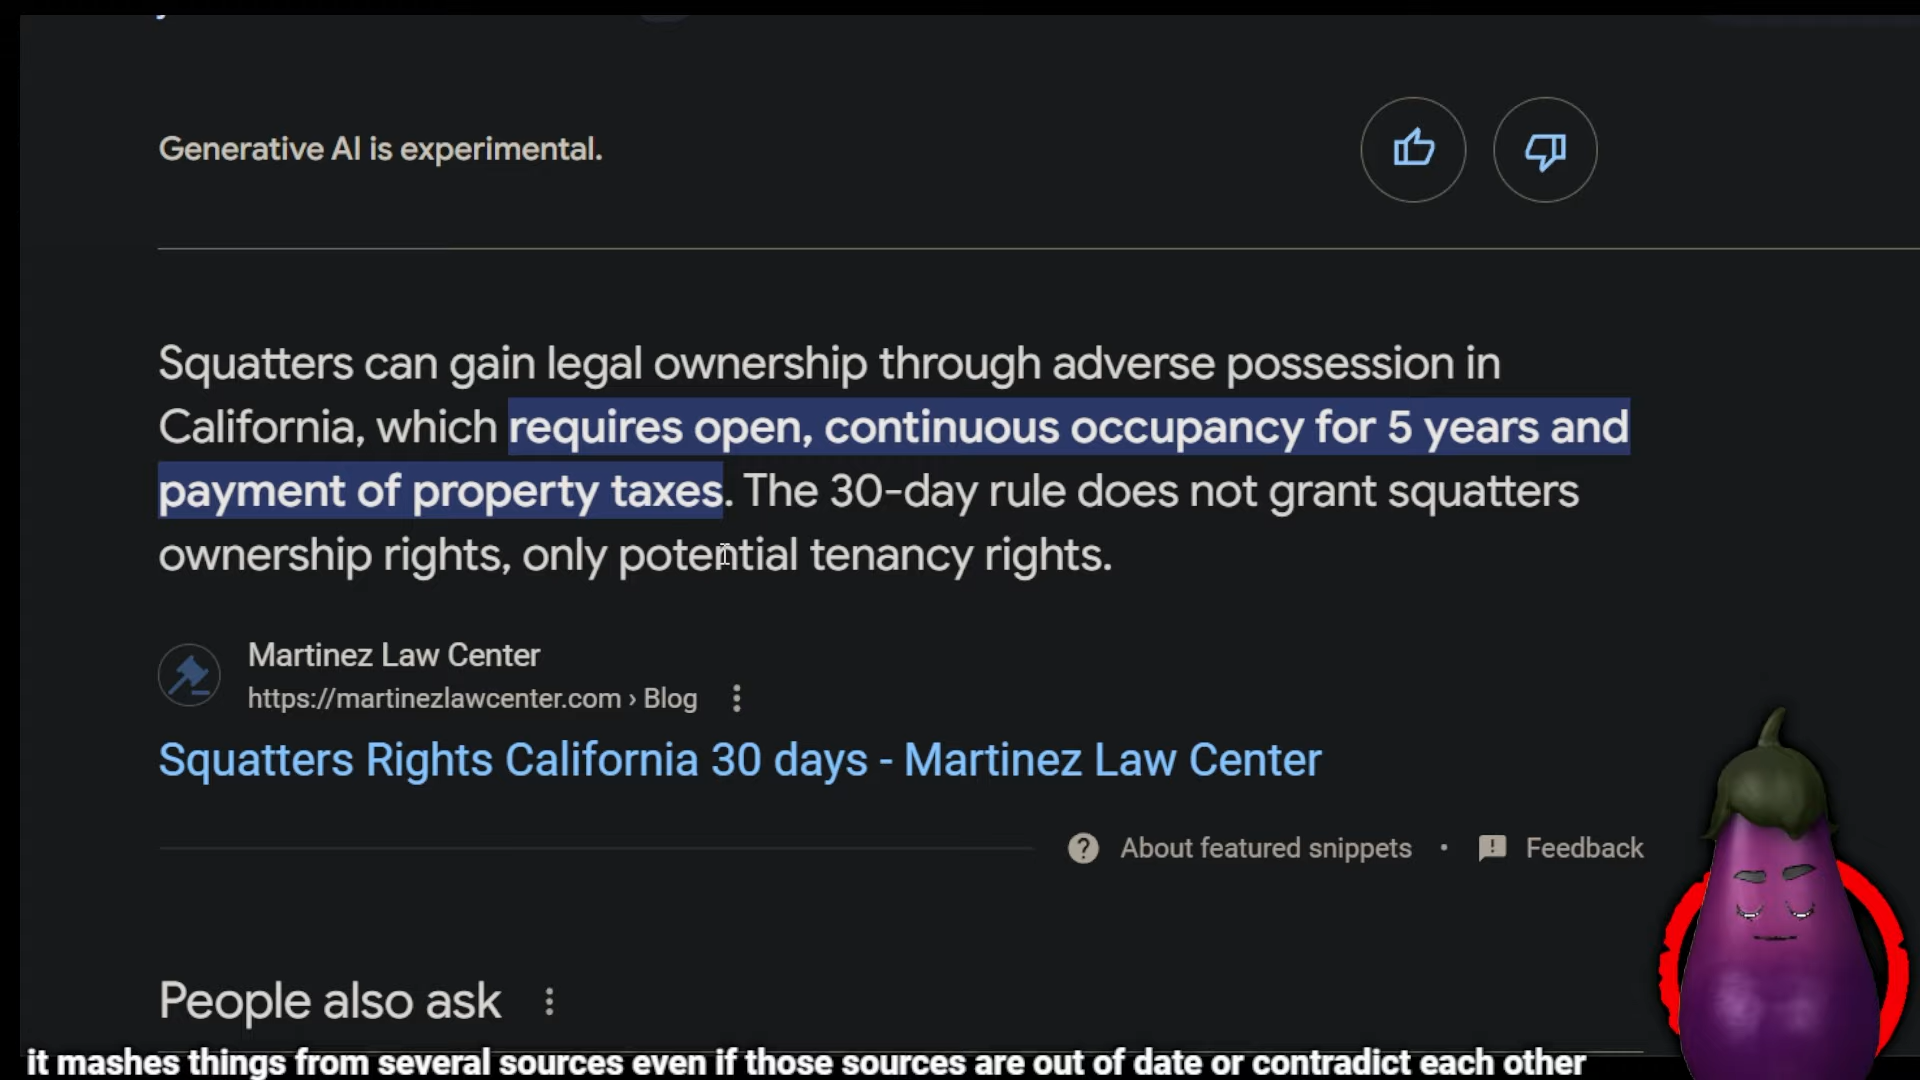 Generative AI is experimental.
Squatters can gain legal ownership through adverse possession in
California, which requires open, continuous occupancy for 5 years and
payment of property taxes. The 30-day rule does not grant squatters
ownership rights, only potential tenancy rights.
Martinez Law Center
https://martinezlawcenter.com › Blog
Squatters Rights California 30 days - Martinez Law Center
About featured snippets • Feedback
People also ask
it mashes things from several sources even if those sources are out of date or contradict each other